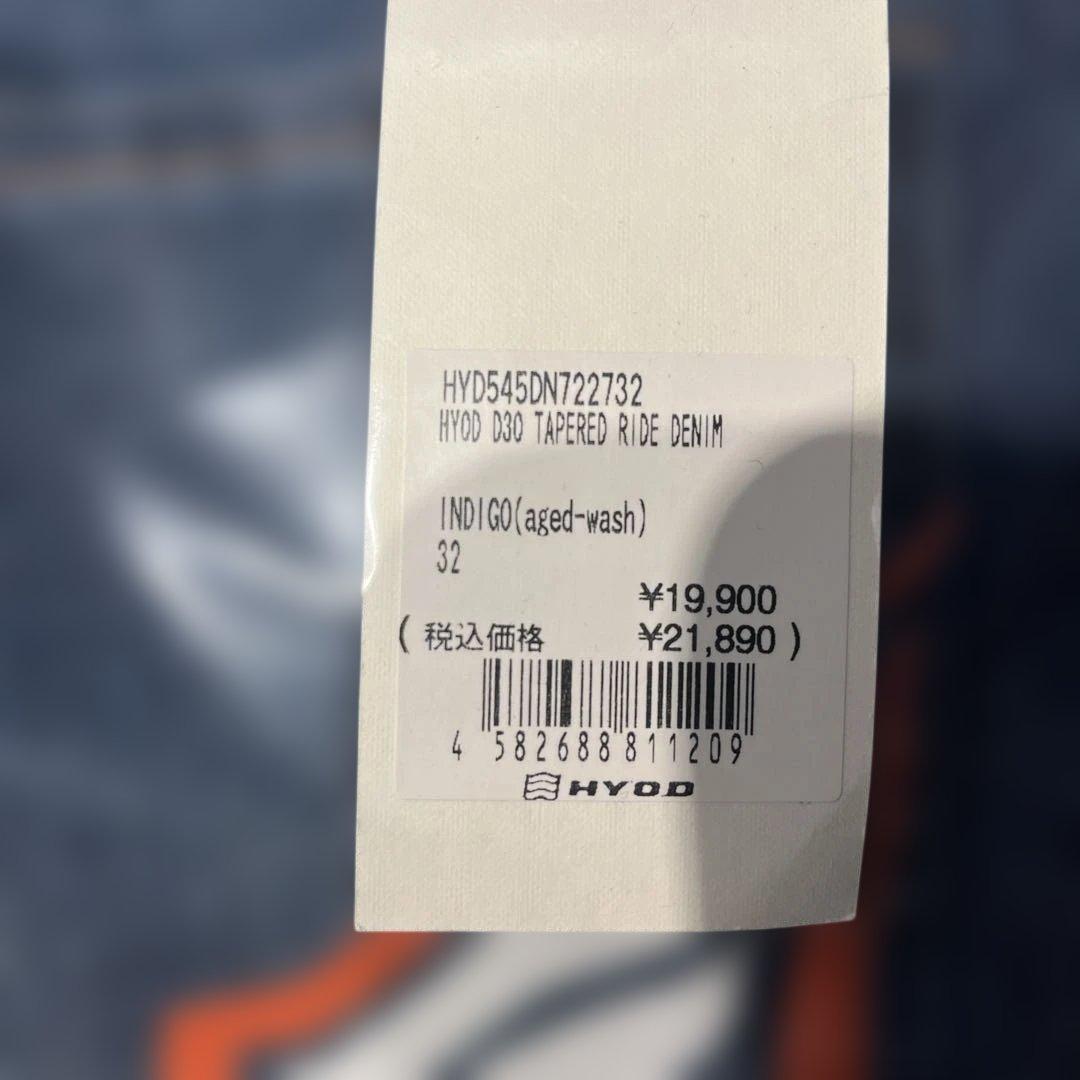 HYD545DN722732
HYOD D3O TAPERED RIDE DENIM
INDIGO(aged-wash)
32
¥19,900
( 税込価格 ¥21,890 )
4 582688 811209
HYOD